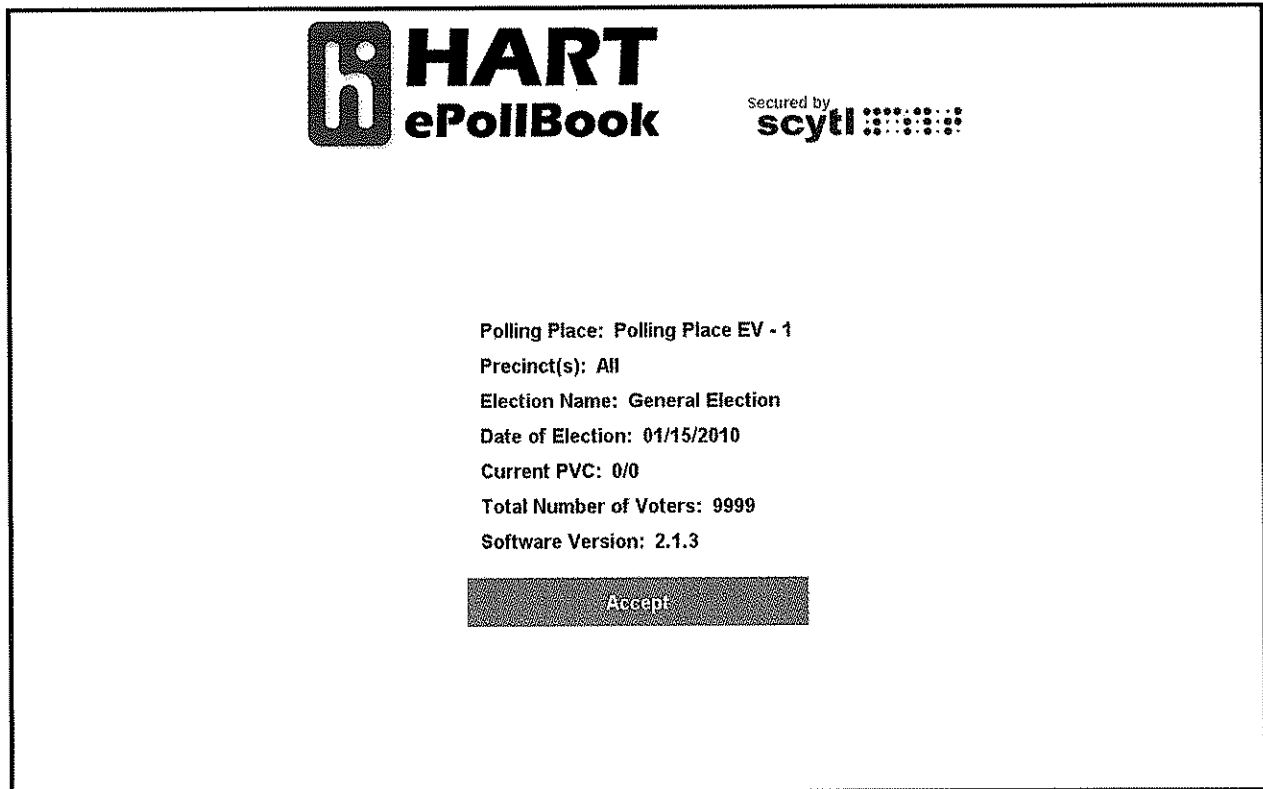 HART
ePollBook
Secured by
scytl
Polling Place: Polling Place EV - 1
Precinct(s): All
Election Name: General Election
Date of Election: 01/15/2010
Current PVC: 0/0
Total Number of Voters: 9999
Software Version: 2.1.3
Accept